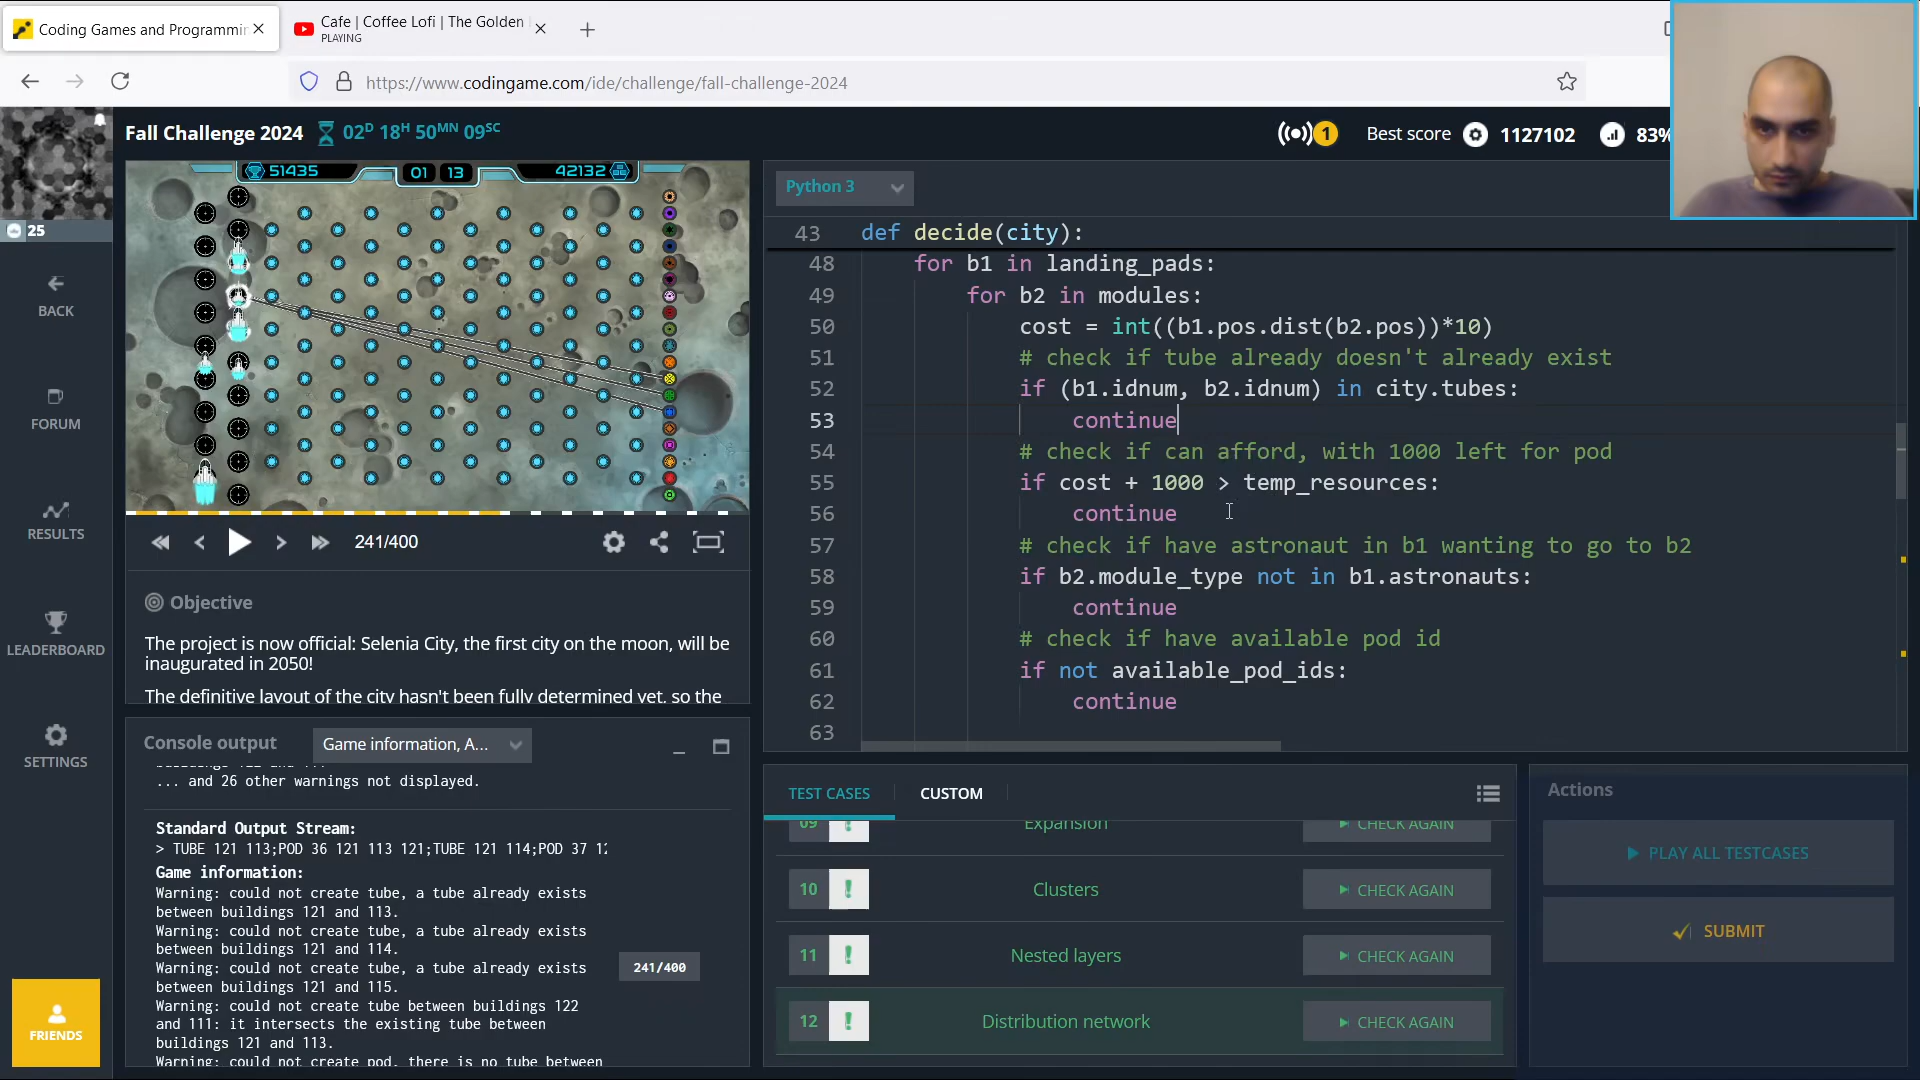 Coding Games and Programmin
Cafe | Coffee Lofi | The Golden
PLAYING
https://www.codingame.com/ide/challenge/fall-challenge-2024
Fall Challenge 2024
02D 18H 50MN 09SC
1
Best score
1127102
83%
25
BACK
FORUM
RESULTS
LEADERBOARD
SETTINGS
FRIENDS
51435
01
13
42132
241/400
Objective
The project is now official: Selenia City, the first city on the moon, will be
inaugurated in 2050!
The definitive layout of the city hasn't been fully determined yet, so the
Console output
Game information, A...
... and 26 other warnings not displayed.
Standard Output Stream:
> TUBE 121 113;POD 36 121 113 121;TUBE 121 114;POD 37 12
Game information:
Warning: could not create tube, a tube already exists
between buildings 121 and 113.
Warning: could not create tube, a tube already exists
between buildings 121 and 114.
Warning: could not create tube, a tube already exists
between buildings 121 and 115.
Warning: could not create tube between buildings 122
and 111: it intersects the existing tube between
buildings 121 and 113.
Warning: could not create pod, there is no tube between
241/400
Python 3
43 def decide(city):
48 for b1 in landing_pads:
49 for b2 in modules:
50 cost = int((b1.pos.dist(b2.pos))*10)
51 # check if tube already doesn't already exist
52 if (b1.idnum, b2.idnum) in city.tubes:
53 continue
54 # check if can afford, with 1000 left for pod
55 if cost + 1000 > temp_resources:
56 continue
57 # check if have astronaut in b1 wanting to go to b2
58 if b2.module_type not in b1.astronauts:
59 continue
60 # check if have available pod id
61 if not available_pod_ids:
62 continue
63
TEST CASES
CUSTOM
09 Expansion CHECK AGAIN
10 Clusters CHECK AGAIN
11 Nested layers CHECK AGAIN
12 Distribution network CHECK AGAIN
Actions
PLAY ALL TESTCASES
SUBMIT